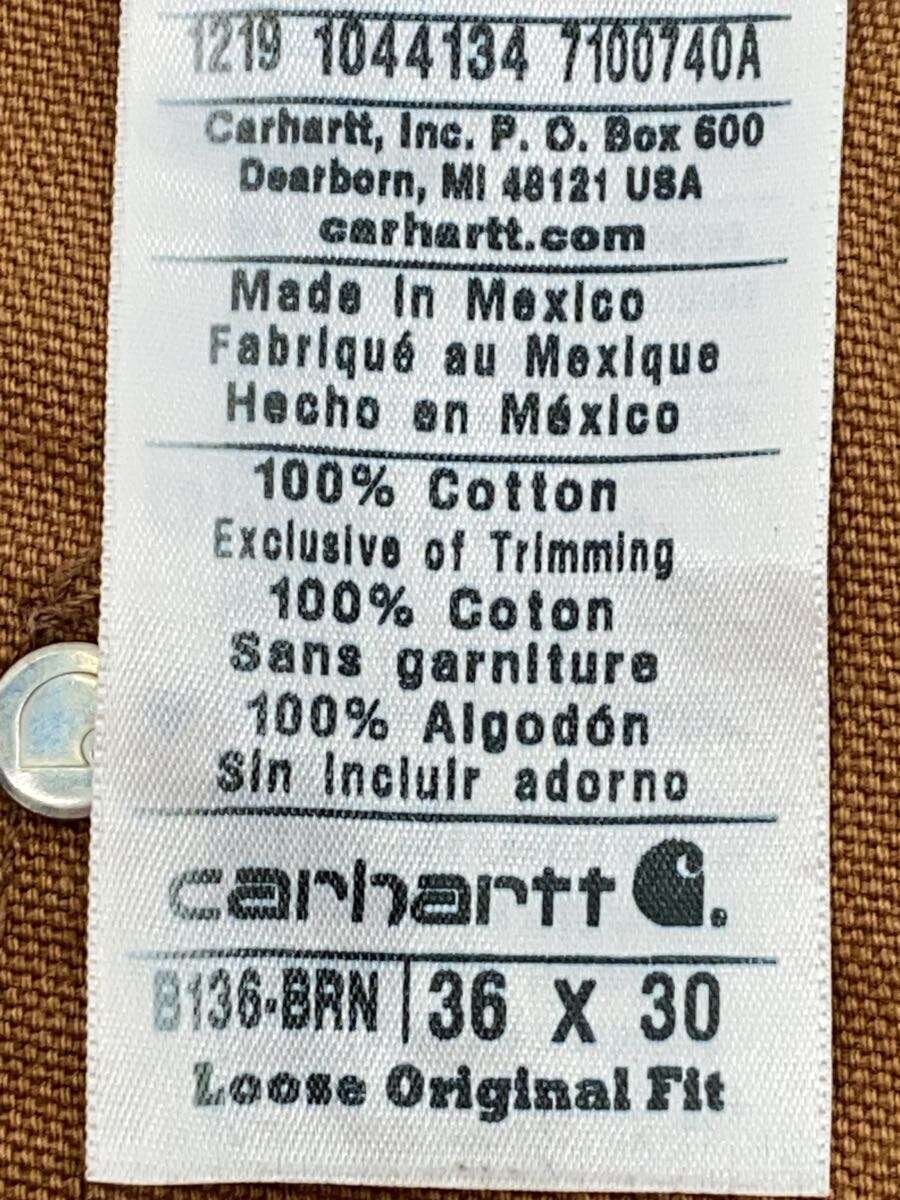 1219 1044134 7100740A
Carhartt, Inc. P. O. Box 600
Dearborn, MI 48121 USA
carhartt.com
Made in Mexico
Fabriqué au Mexique
Hecho en México
100% Cotton
Exclusive of Trimming
100% Coton
Sans garniture
100% Algodón
Sin incluir adorno
carhartt
B136-BRN 36 X 30
Loose Original Fit